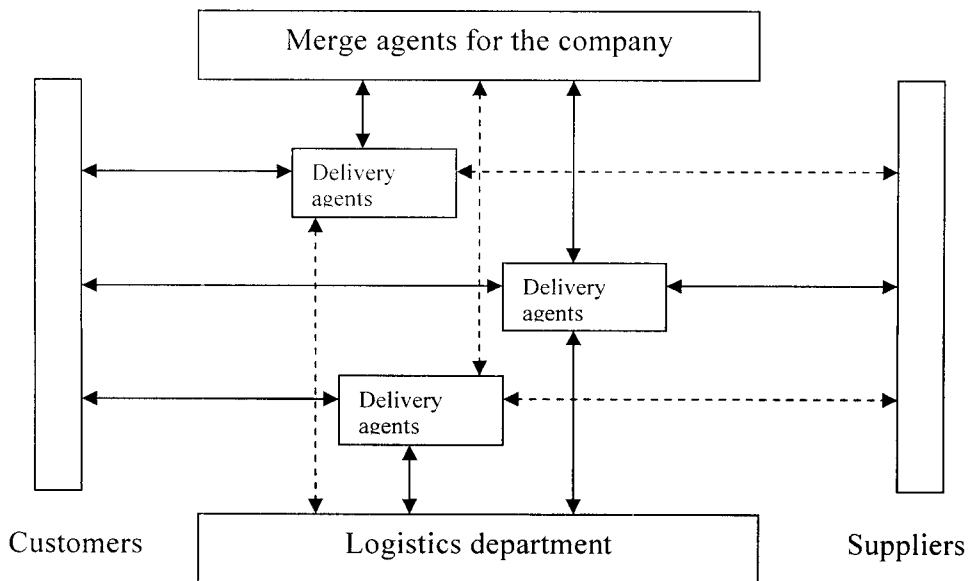 Merge agents for the company
Delivery
agents
Delivery
agents
Delivery
agents
Customers
Logistics department
Suppliers